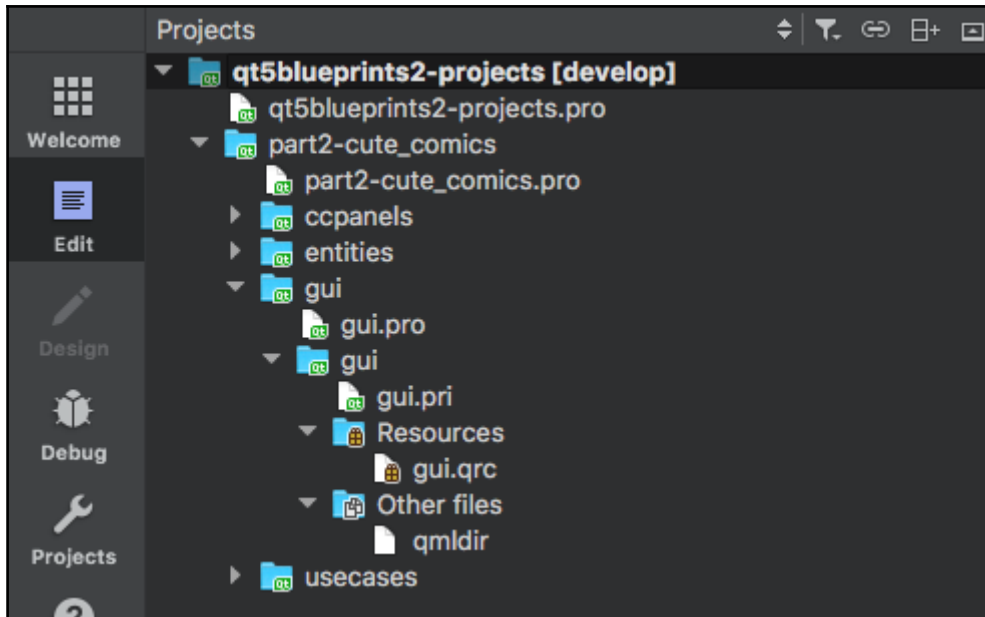 Projects
qt5blueprints2-projects [develop]
qt5blueprints2-projects.pro
Welcome
part2-cute_comics
part2-cute_comics.pro
ccpanels
Edit
entities
gui
gui.pro
Design
gui
gui.pri
Debug
Resources
gui.qrc
Other files
qmldir
Projects
usecases